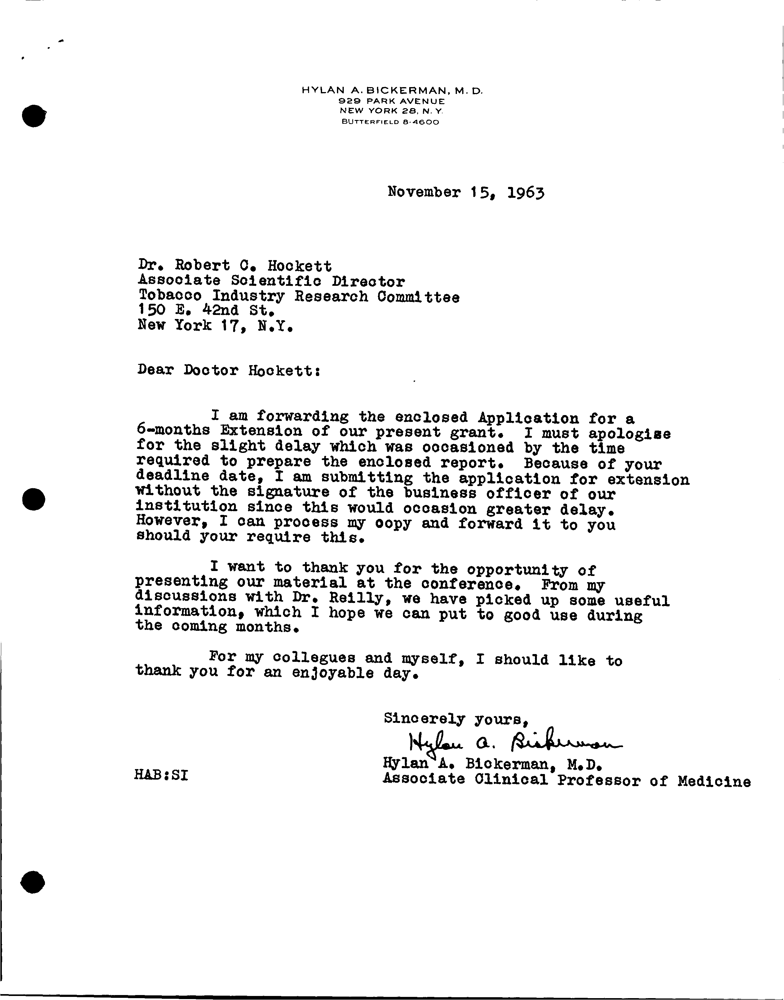 HYLAN A. BICKERMAN, M. D.
929 PARK AVENUE
NEW YORK 28, N. Y.
BUTTERFIELD 8-4600
November 15, 1963
Dr. Robert C. Hockett
Associate Scientific Director
Tobacco Industry Research Committee
150 E. 42nd St.
New York 17, N.Y.
Dear Doctor Hockett:
I am forwarding the enclosed Application for a
6-months Extension of our present grant. I must apologise
for the slight delay which was occasioned by the time
required to prepare the enclosed report. Because of your
deadline date, I am submitting the application for extension
without the signature of the business officer of our
institution since this would occasion greater delay.
However, I can process my copy and forward it to you
should your require this.
I want to thank you for the opportunity of
presenting our material at the conference. From my
discussions with Dr. Reilly, we have picked up some useful
information, which I hope we can put to good use during
the coming months.
For my collegues and myself, I should like to
thank you for an enjoyable day.
Sincerely yours,
Hylan A. Bickerman
Hylan A. Bickerman, M.D.
HAB:SI
Associate Clinical Professor of Medicine